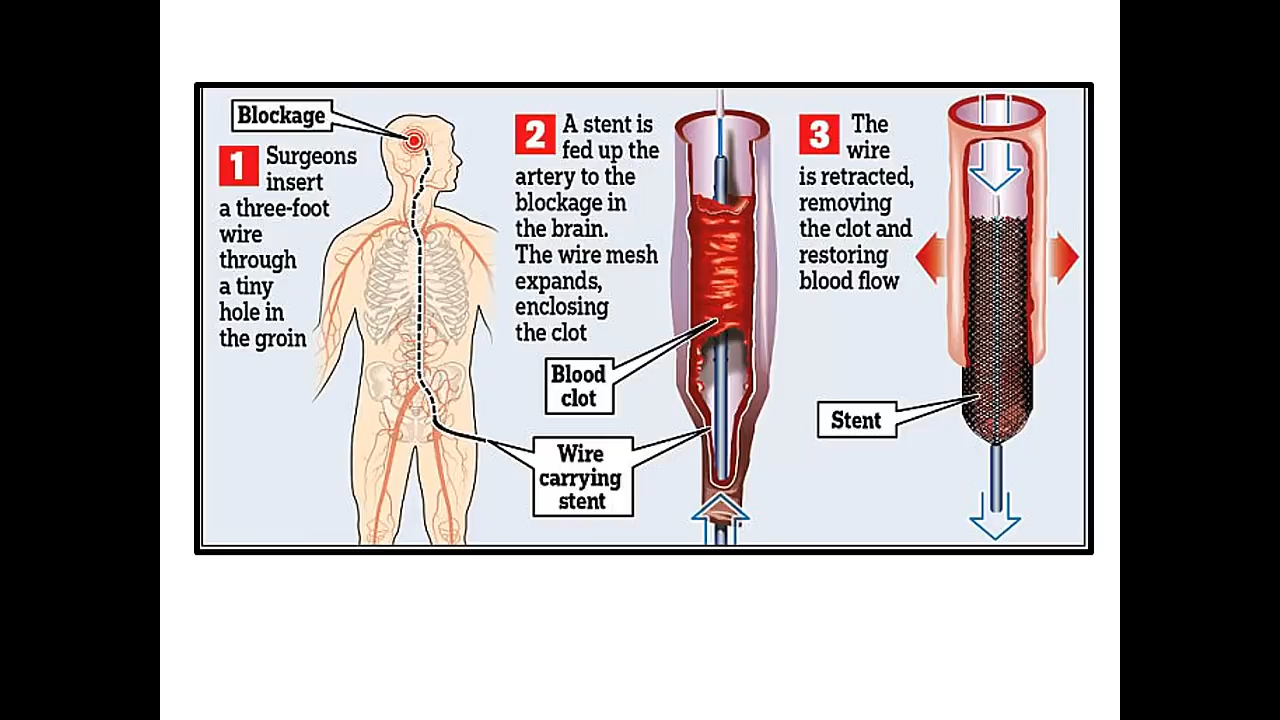 Blockage
1 Surgeons
insert
a three-foot
wire
through
a tiny
hole in
the groin
2 A stent is
fed up the
artery to the
blockage in
the brain.
The wire mesh
expands,
enclosing
the clot
Blood
clot
Wire
carrying
stent
3 The
wire
is retracted,
removing
the clot and
restoring
blood flow
Stent